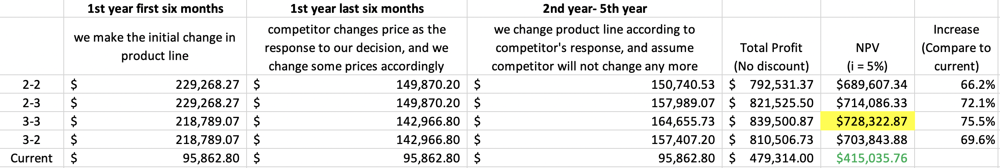 1st year first six months 1st year last six months 2nd year- 5th year
we make the initial change in product line
competitor changes price as the response to our decision, and we change some prices accordingly
we change product line according to competitor's response, and assume competitor will not change any more
Total Profit (No discount)
NPV (i = 5%)
Increase (Compare to current)
2-2 $ 229,268.27 $ 149,870.20 $ 150,740.53 $ 792,531.37 $689,607.34 66.2%
2-3 $ 229,268.27 $ 149,870.20 $ 157,989.07 $ 821,525.50 $714,086.33 72.1%
3-3 $ 218,789.07 $ 142,966.80 $ 164,655.73 $ 839,500.87 $728,322.87 75.5%
3-2 $ 218,789.07 $ 142,966.80 $ 157,407.20 $ 810,506.73 $703,843.88 69.6%
Current $ 95,862.80 $ 95,862.80 $ 95,862.80 $ 479,314.00 $415,035.76